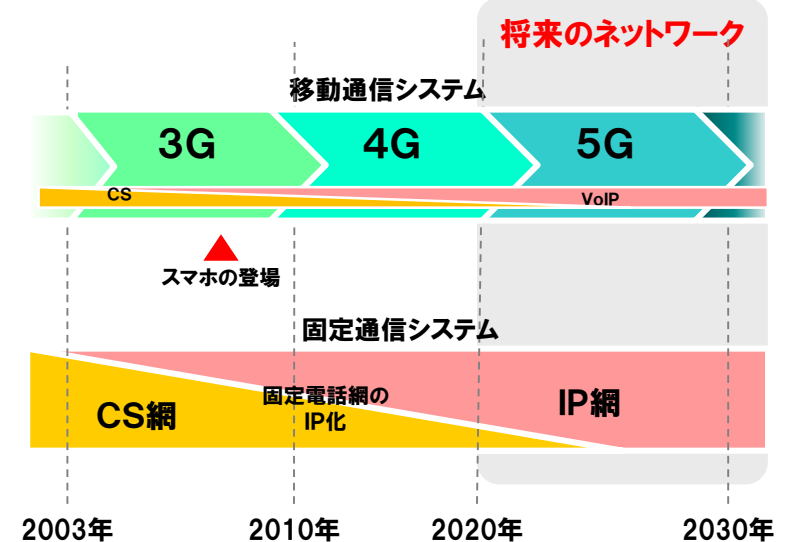 将来のネットワーク
移動通信システム
3G
4G
5G
CS
VoIP
スマホの登場
固定通信システム
CS網
固定電話網の
IP化
IP網
2003年
2010年
2020年
2030年